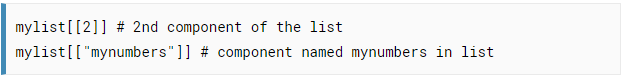 mylist[[2]] # 2nd component of the list
mylist[["mynumbers"]] # component named mynumbers in list